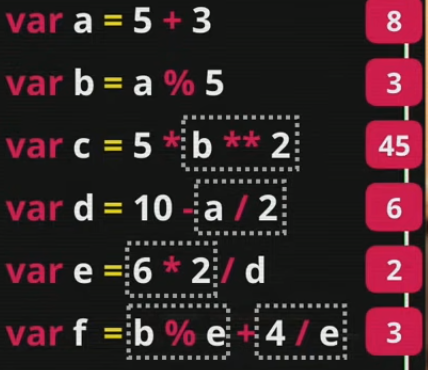 var a = 5 + 3 8
var b = a % 5 3
var c = 5 * b ** 2 45
var d = 10 - a / 2 6
var e = 6 * 2 / d 2
var f = b % e + 4 / e 3